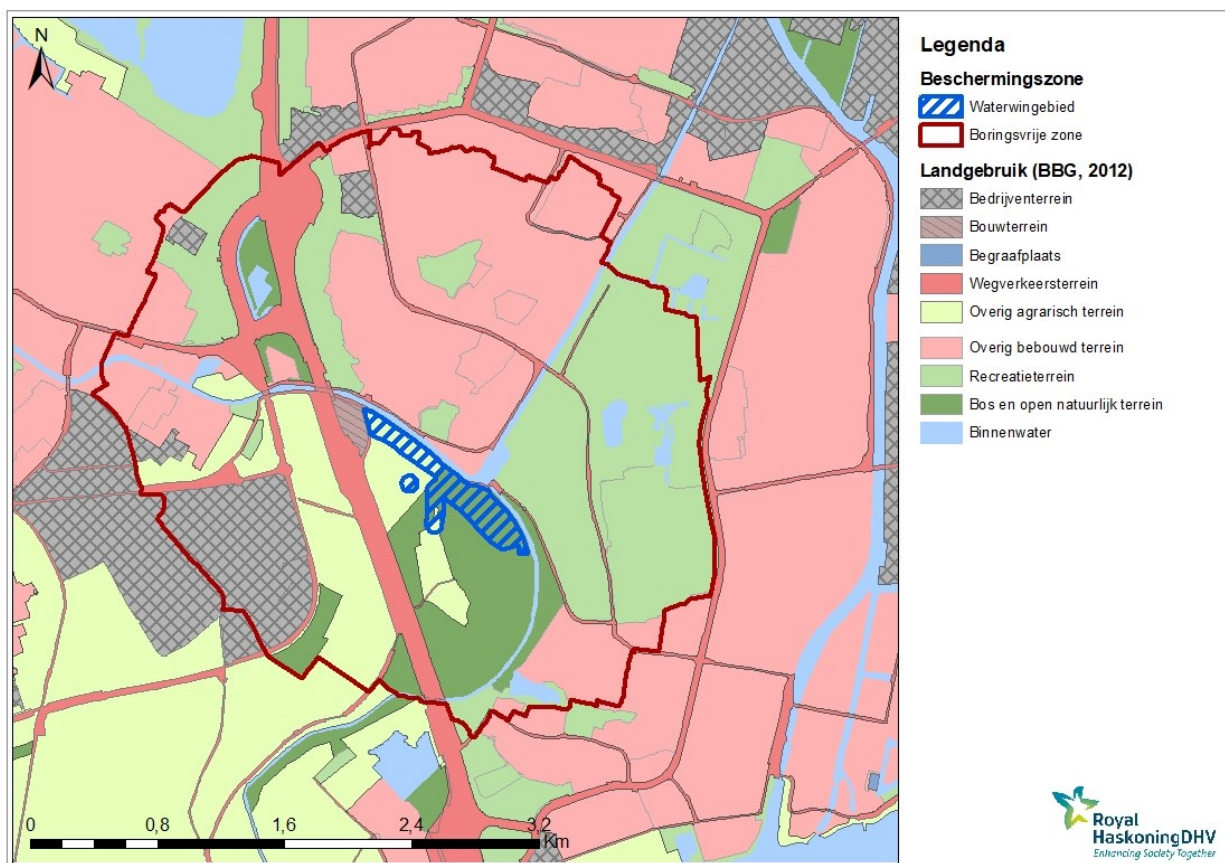 N
0
0,8
1,6
2,4
3,2
Km
Legenda
Beschermingszone
Waterwingebied
Boringsvrije zone
Landgebruik (BBG, 2012)
Bedrijventerrein
Bouwterrein
Begraafplaats
Wegverkeersterrein
Overig agrarisch terrein
Overig bebouwd terrein
Recreatieterrein
Bos en open natuurlijk terrein
Binnenwater
Royal
HaskoningDHV
Enhancing Society Together